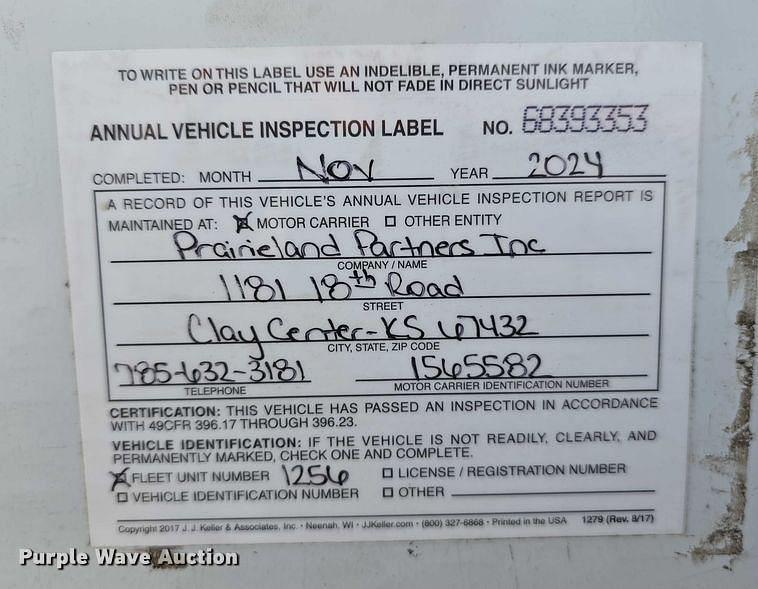 TO WRITE ON THIS LABEL USE AN INDELIBLE, PERMANENT INK MARKER,
PEN OR PENCIL THAT WILL NOT FADE IN DIRECT SUNLIGHT
ANNUAL VEHICLE INSPECTION LABEL NO. 68393353
COMPLETED: MONTH Nov YEAR 2024
A RECORD OF THIS VEHICLE'S ANNUAL VEHICLE INSPECTION REPORT IS
MAINTAINED AT: ☒ MOTOR CARRIER ☐ OTHER ENTITY
Prairieland Partners Inc
COMPANY / NAME
1181 18th Road
STREET
Clay Center-KS 67432
CITY, STATE, ZIP CODE
785-632-3181 1565582
TELEPHONE MOTOR CARRIER IDENTIFICATION NUMBER
CERTIFICATION: THIS VEHICLE HAS PASSED AN INSPECTION IN ACCORDANCE
WITH 49CFR 396.17 THROUGH 396.23.
VEHICLE IDENTIFICATION: IF THE VEHICLE IS NOT READILY, CLEARLY, AND
PERMANENTLY MARKED, CHECK ONE AND COMPLETE.
☒ FLEET UNIT NUMBER 1256 ☐ LICENSE / REGISTRATION NUMBER
☐ VEHICLE IDENTIFICATION NUMBER ☐ OTHER
Copyright 2017 J. J. Keller & Associates, Inc. • Neenah, WI • JJKeller.com • (800) 327-6868 • Printed in the USA 1279 (Rev. 8/17)
Purple Wave Auction